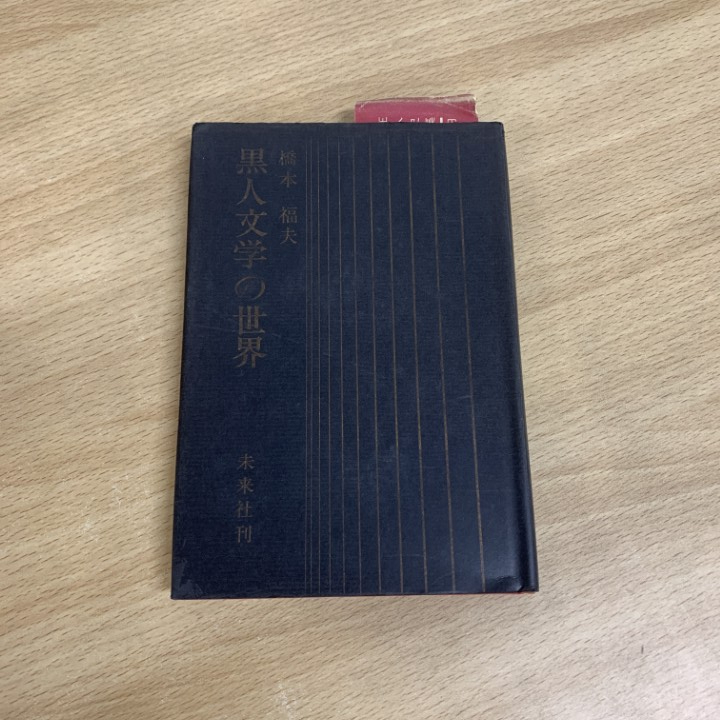 橋本 福夫
黒人文学の世界
未来社刊